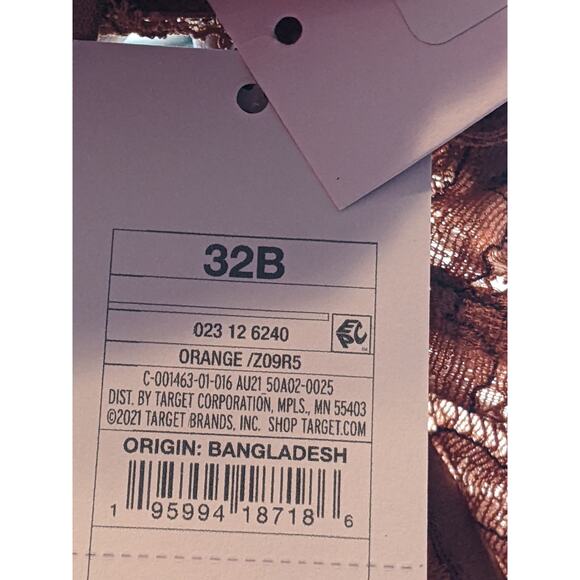 32B
023 12 6240
EPC
ORANGE /Z09R5
C-001463-01-016 AU21 50A02-0025
DIST. BY TARGET CORPORATION, MPLS., MN 55403
©2021 TARGET BRANDS, INC. SHOP TARGET.COM
ORIGIN: BANGLADESH
1 95994 18718 6